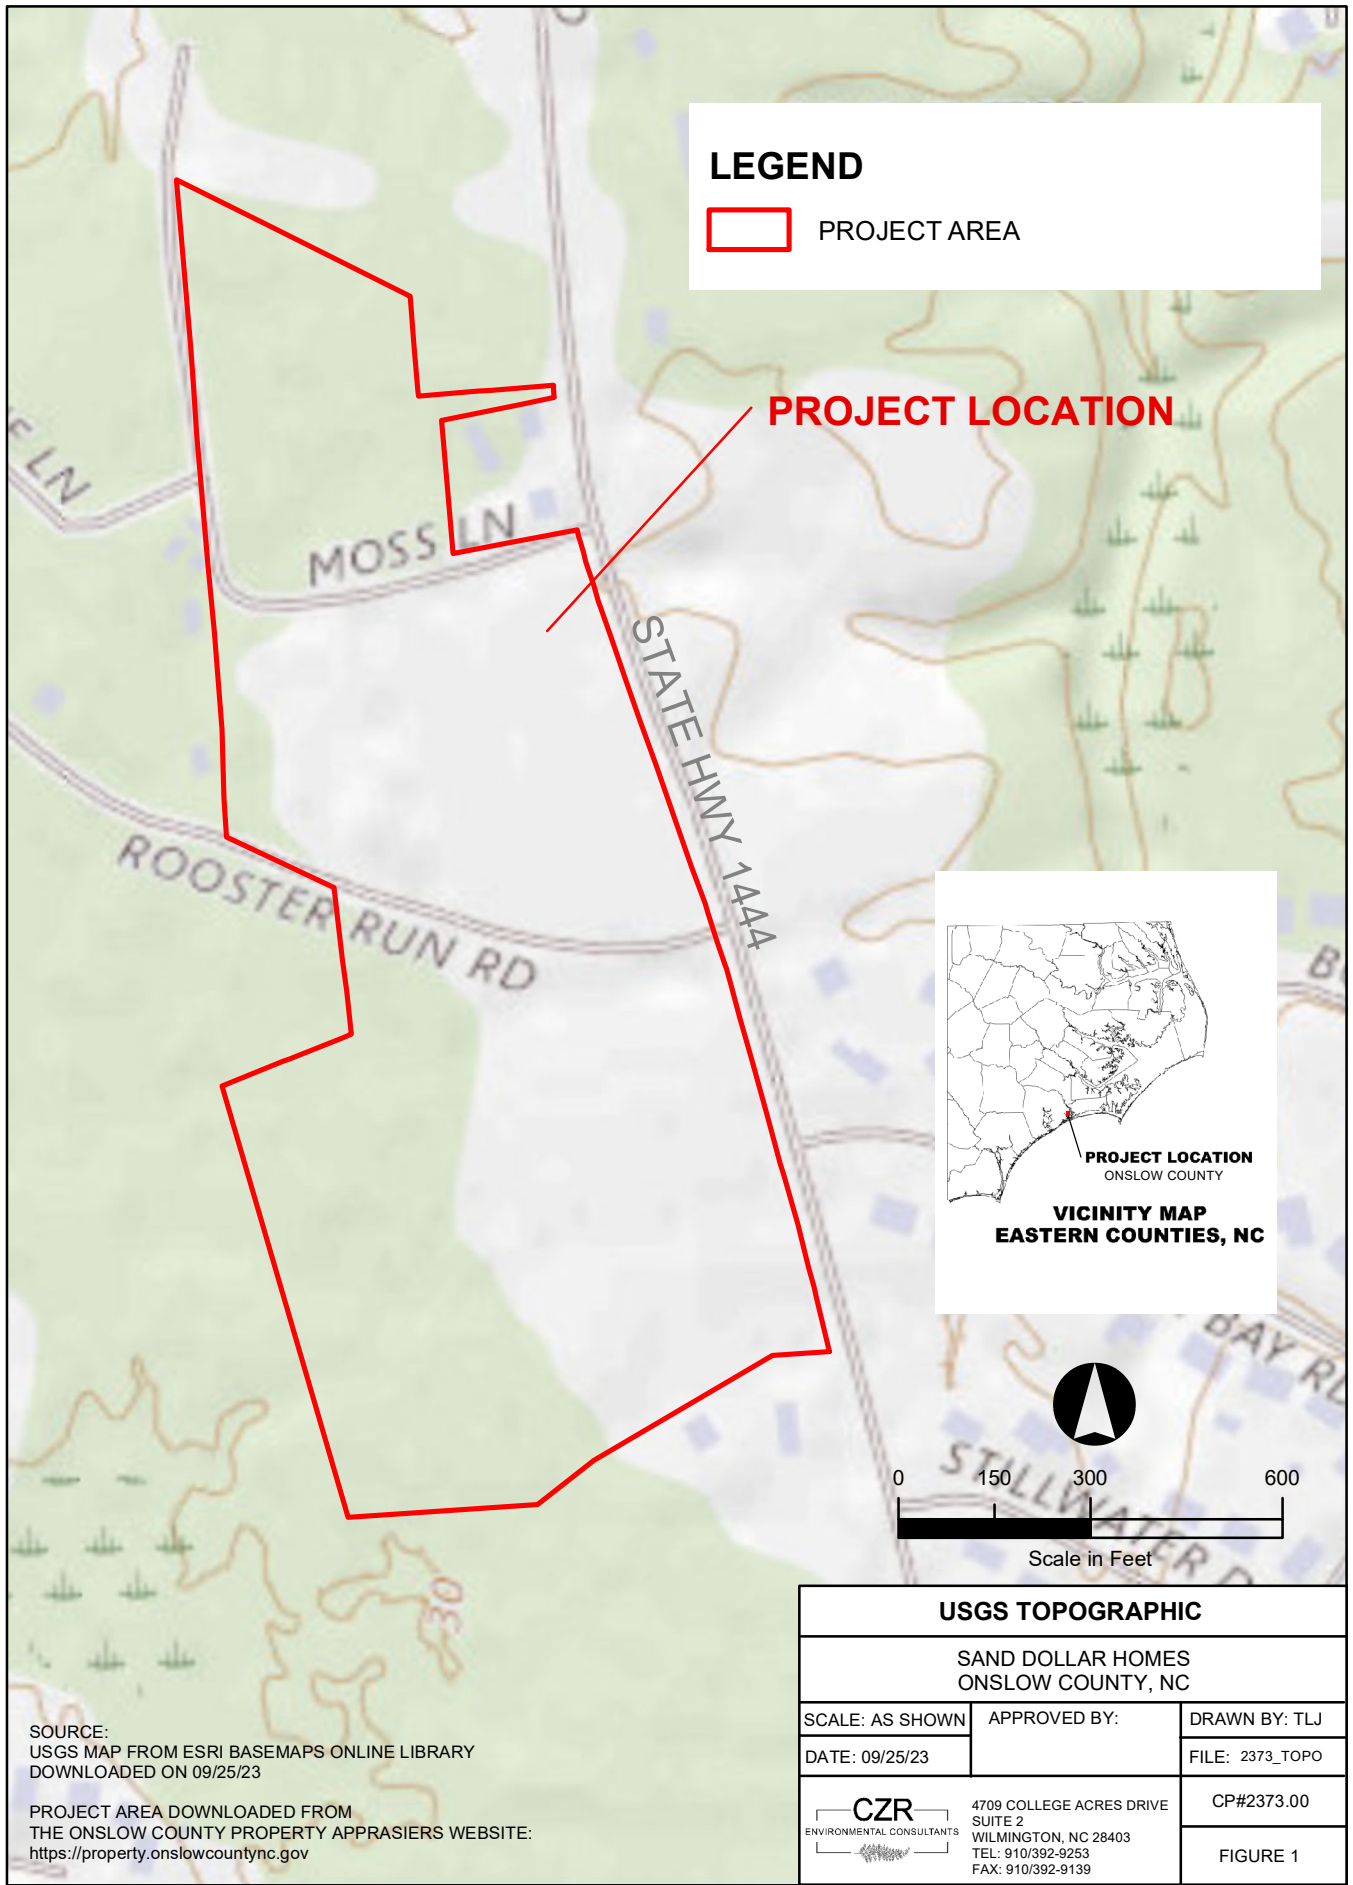 LEGEND
PROJECT AREA
PROJECT LOCATION
LN
MOSS LN
STATE HWY 1444
ROOSTER RUN RD
PROJECT LOCATION
ONSLOW COUNTY
VICINITY MAP
EASTERN COUNTIES, NC
BAY RD
STILLWATER D
0 150 300 600
Scale in Feet
30
USGS TOPOGRAPHIC
SAND DOLLAR HOMES
ONSLOW COUNTY, NC
SCALE: AS SHOWN
APPROVED BY:
DRAWN BY: TLJ
DATE: 09/25/23
FILE: 2373_TOPO
CZR
ENVIRONMENTAL CONSULTANTS
4709 COLLEGE ACRES DRIVE
SUITE 2
WILMINGTON, NC 28403
TEL: 910/392-9253
FAX: 910/392-9139
CP#2373.00
FIGURE 1
SOURCE:
USGS MAP FROM ESRI BASEMAPS ONLINE LIBRARY
DOWNLOADED ON 09/25/23
PROJECT AREA DOWNLOADED FROM
THE ONSLOW COUNTY PROPERTY APPRASIERS WEBSITE:
https://property.onslowcountync.gov